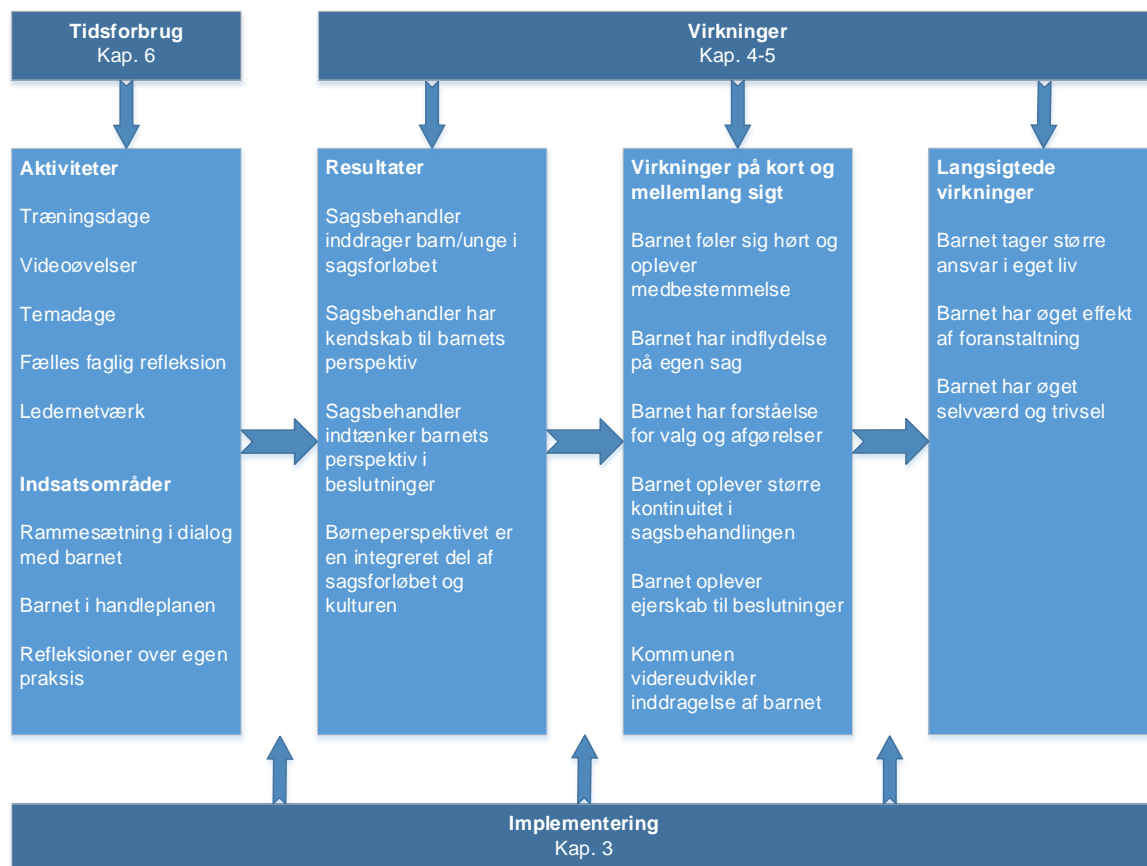 Tidsforbrug
Kap. 6
Virkninger
Kap. 4-5
Aktiviteter
Træningsdage
Videoøvelser
Temadage
Fælles faglig refleksion
Ledernetværk
Indsatsområder
Rammesætning i dialog
med barnet
Barnet i handleplanen
Refleksioner over egen
praksis
Resultater
Sagsbehandler
inddrager barn/unge i
sagsforløbet
Sagsbehandler har
kendskab til barnets
perspektiv
Sagsbehandler
indtænker barnets
perspektiv i
beslutninger
Børneperspektivet er
en integreret del af
sagsforløbet og
kulturen
Virkninger på kort og
mellemlang sigt
Barnet føler sig hørt og
oplever
medbestemmelse
Barnet har indflydelse
på egen sag
Barnet har forståelse
for valg og afgørelser
Barnet oplever større
kontinuitet i
sagsbehandlingen
Barnet oplever
ejerskab til beslutninger
Kommunen
videreudvikler
inddragelse af barnet
Langsigtede
virkninger
Barnet tager større
ansvar i eget liv
Barnet har øget effekt
af foranstaltning
Barnet har øget
selvværd og trivsel
Implementering
Kap. 3